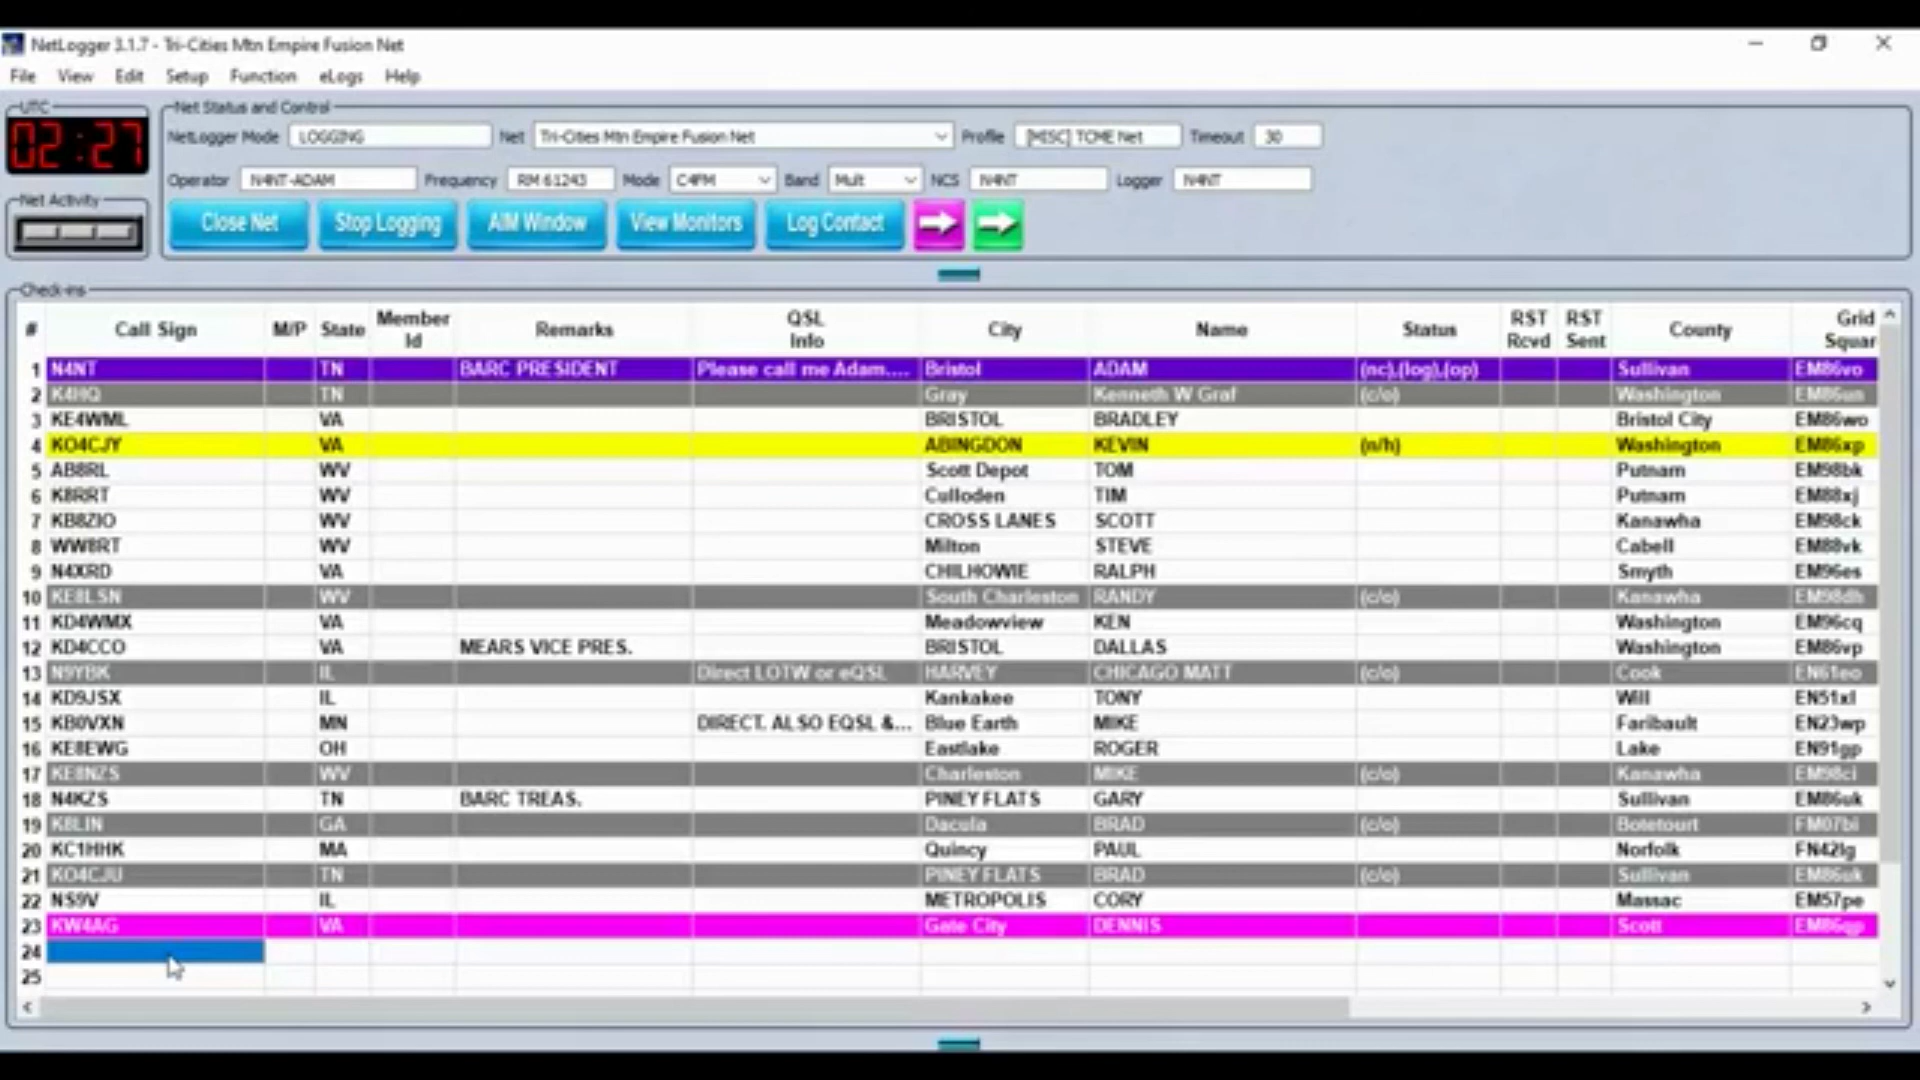 NetLogger 3.1.7 - Tri-Cities Mtn Empire Fusion Net
File View Edit Setup Function eLogs Help
UTC
02:27
Net Status and Control
NetLogger Mode LOGGING Net Tri-Cities Mtn Empire Fusion Net Profile [MISC] TCME Net Timeout 30
Operator N4NT-ADAM Frequency RM 61243 Mode C4FM Band Mult NCS N4NT Logger N4NT
Net Activity
Close Net Stop Logging AIM Window View Monitors Log Contact
Check-ins
# Call Sign M/P State Member Id Remarks QSL Info City Name Status RST Rcvd RST Sent County Grid Squar
1 N4NT TN BARC PRESIDENT Please call me Adam.... Bristol ADAM (nc),(log),(op) Sullivan EM86vo
2 K4HQ TN Gray Kenneth W Graf (c/o) Washington EM86un
3 KE4WML VA BRISTOL BRADLEY Bristol City EM86wo
4 KO4CJY VA ABINGDON KEVIN (n/h) Washington EM86xp
5 AB8RL WV Scott Depot TOM Putnam EM98bk
6 K8RRT WV Culloden TIM Putnam EM88xj
7 KB8ZIO WV CROSS LANES SCOTT Kanawha EM98ck
8 WW8RT WV Milton STEVE Cabell EM88vk
9 N4XRD VA CHILHOWIE RALPH Smyth EM96es
10 KE8LSN WV South Charleston RANDY (c/o) Kanawha EM98dh
11 KD4WMX VA Meadowview KEN Washington EM96cq
12 KD4CCO VA MEARS VICE PRES. BRISTOL DALLAS Washington EM86vp
13 N9YBK IL Direct LOTW or eQSL HARVEY CHICAGO MATT (c/o) Cook EN61eo
14 KD9JSX IL Kankakee TONY Will EN51xl
15 KB0VXN MN DIRECT. ALSO EQSL &... Blue Earth MIKE Faribault EN23wp
16 KE8EWG OH Eastlake ROGER Lake EN91gp
17 KE8NZS WV Charleston MIKE (c/o) Kanawha EM98ci
18 N4KZS TN BARC TREAS. PINEY FLATS GARY Sullivan EM86uk
19 K8LIN GA Dacula BRAD (c/o) Botetourt FM07bi
20 KC1HHK MA Quincy PAUL Norfolk FN42lg
21 KO4CJU TN PINEY FLATS BRAD (c/o) Sullivan EM86uk
22 NS9V IL METROPOLIS CORY Massac EM57pe
23 KW4AG VA Gate City DENNIS Scott EM86qp
24
25